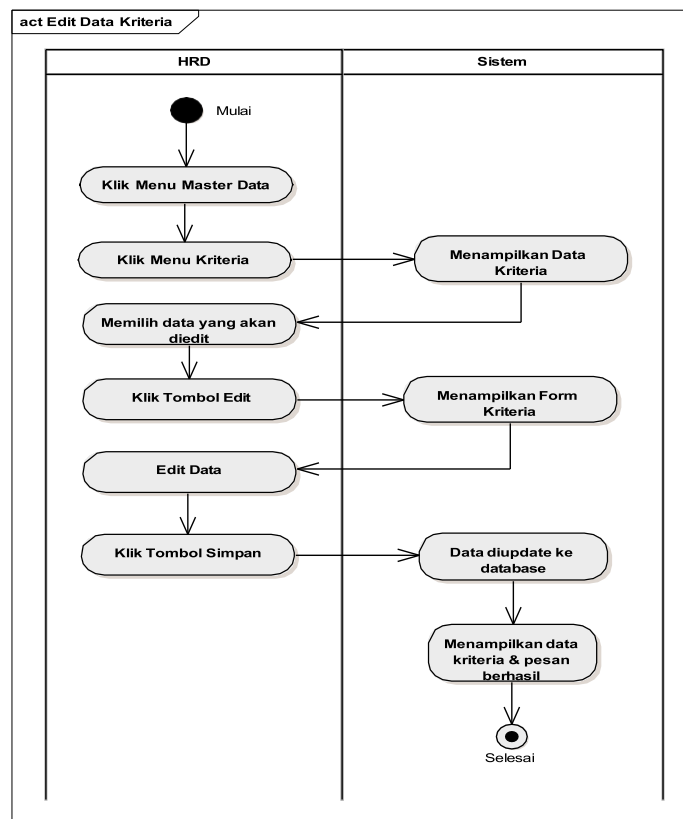 act Edit Data Kriteria
HRD
Sistem
Mulai
Klik Menu Master Data
Klik Menu Kriteria
Menampilkan Data
Kriteria
Memilih data yang akan
diedit
Klik Tombol Edit
Menampilkan Form
Kriteria
Edit Data
Klik Tombol Simpan
Data diupdate ke
database
Menampilkan data
kriteria & pesan
berhasil
Selesai